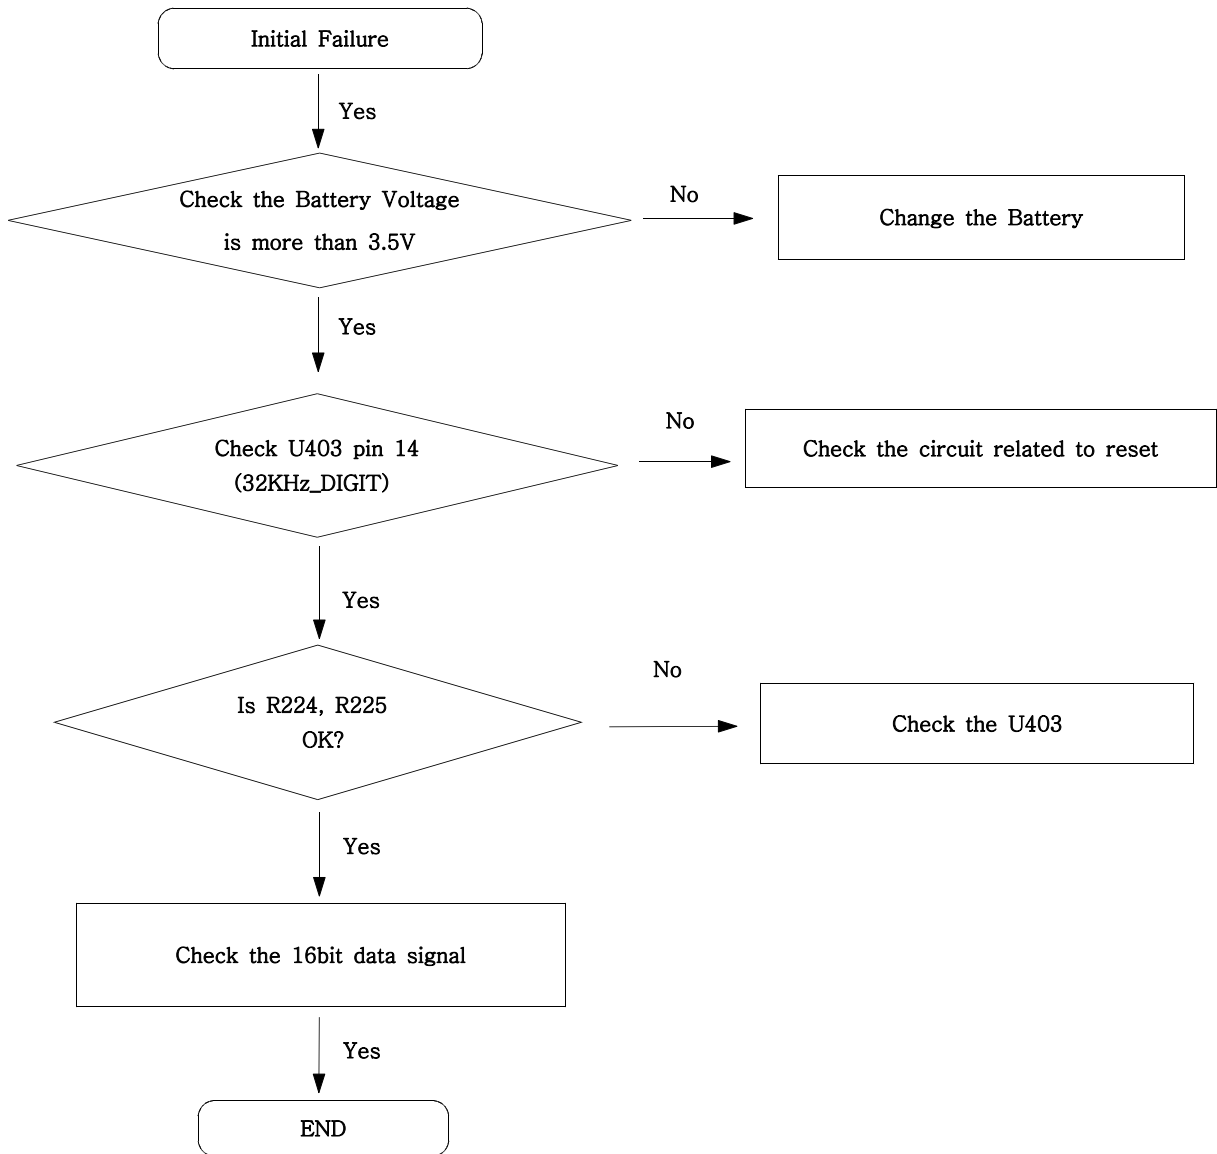 Initial Failure
Yes
Check the Battery Voltage
is more than 3.5V
No
Change the Battery
Yes
Check U403 pin 14
(32KHz_DIGIT)
No
Check the circuit related to reset
Yes
Is R224, R225
OK?
No
Check the U403
Yes
Check the 16bit data signal
Yes
END